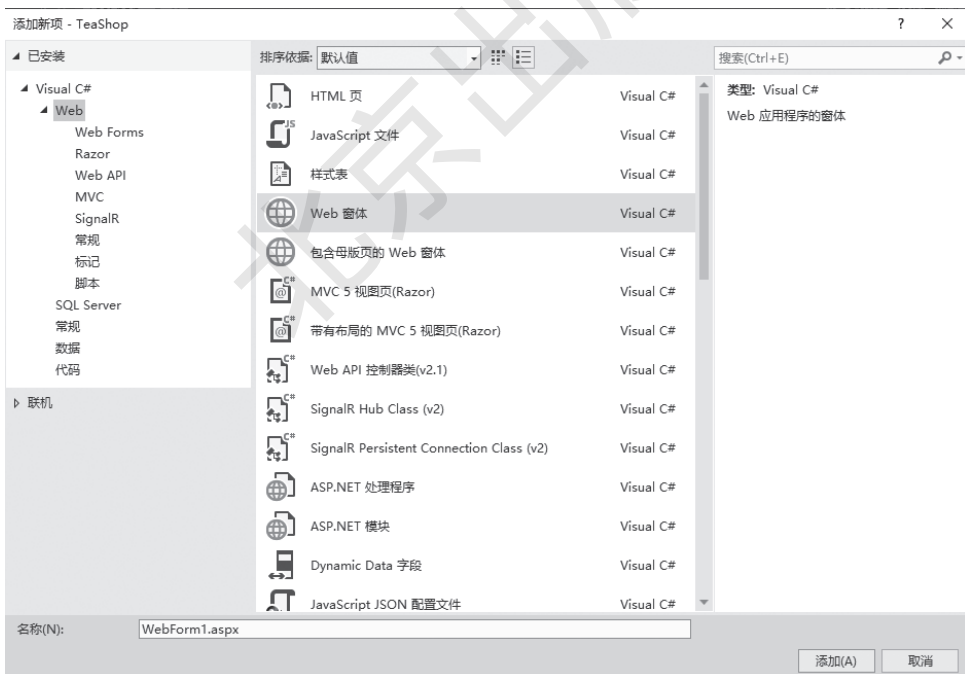 添加新项 - TeaShop
? ×
已安装
排序依据: 默认值
搜索(Ctrl+E)
Visual C#
Web
Web Forms
Razor
Web API
MVC
SignalR
常规
标记
脚本
SQL Server
常规
数据
代码
联机
HTML 页 Visual C#
JavaScript 文件 Visual C#
样式表 Visual C#
Web 窗体 Visual C#
包含母版页的 Web 窗体 Visual C#
MVC 5 视图页(Razor) Visual C#
带有布局的 MVC 5 视图页(Razor) Visual C#
Web API 控制器类(v2.1) Visual C#
SignalR Hub Class (v2) Visual C#
SignalR Persistent Connection Class (v2) Visual C#
ASP.NET 处理程序 Visual C#
ASP.NET 模块 Visual C#
Dynamic Data 字段 Visual C#
JavaScript JSON 配置文件 Visual C#
类型: Visual C#
Web 应用程序的窗体
名称(N): WebForm1.aspx
添加(A) 取消
北京出